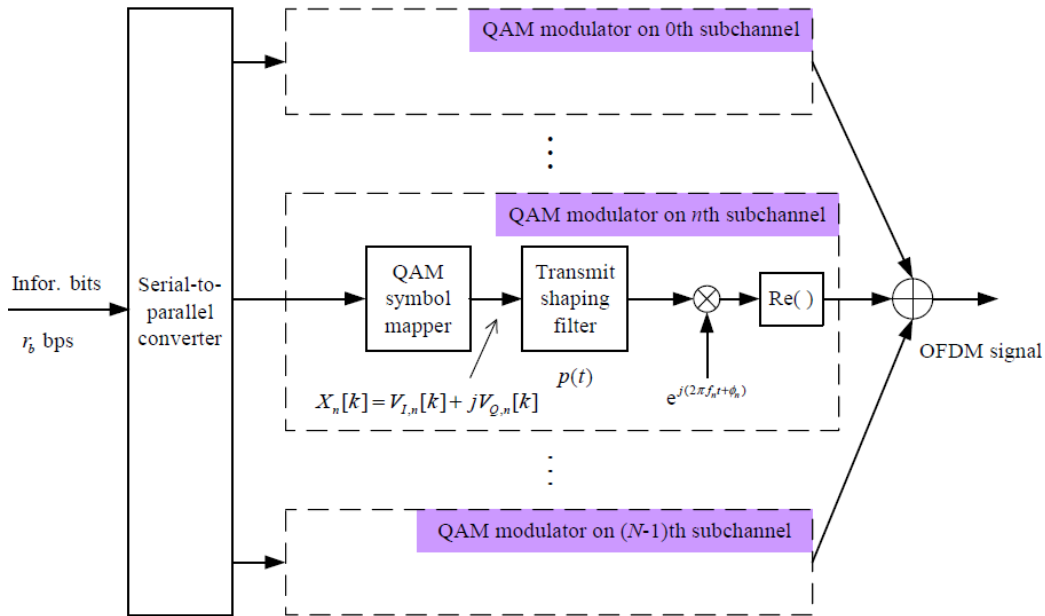 QAM modulator on 0th subchannel
QAM modulator on nth subchannel
Infor. bits
r_b bps
Serial-to-
parallel
converter
QAM
symbol
mapper
Transmit
shaping
filter
Re( )
p(t)
X_n[k] = V_{I,n}[k] + jV_{Q,n}[k]
e^{j(2πf_n t+ϕ_n)}
OFDM signal
QAM modulator on (N-1)th subchannel